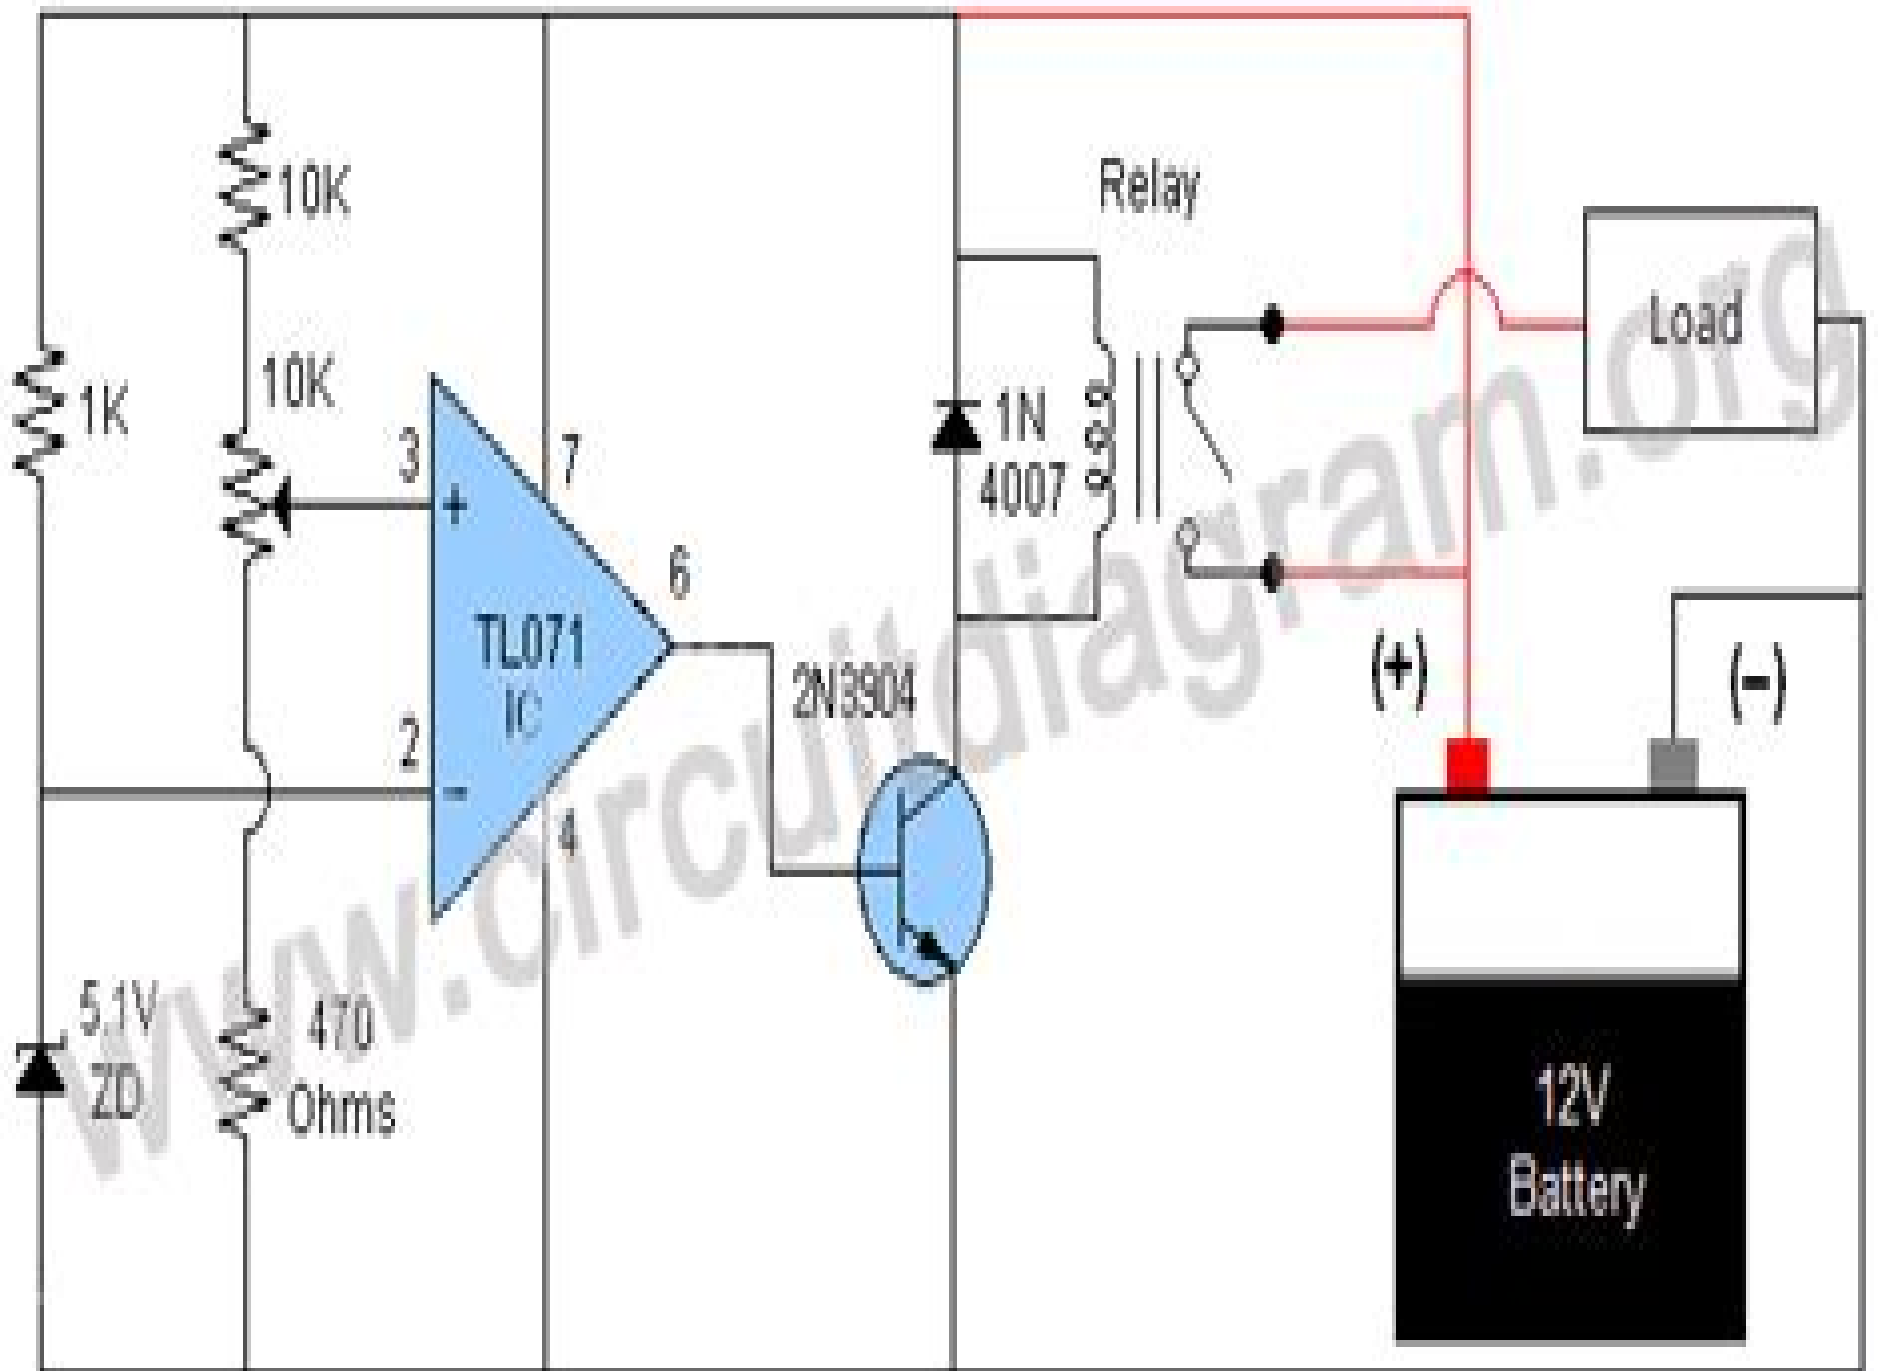 10K
Relay
10K
1K
Load
3
+
7
1N
4007
6
TL071
IC
2
-
4
2N3904
(+)
(-)
5.1V
ZD
470
Ohms
12V
Battery
www.circuitdiagram.org